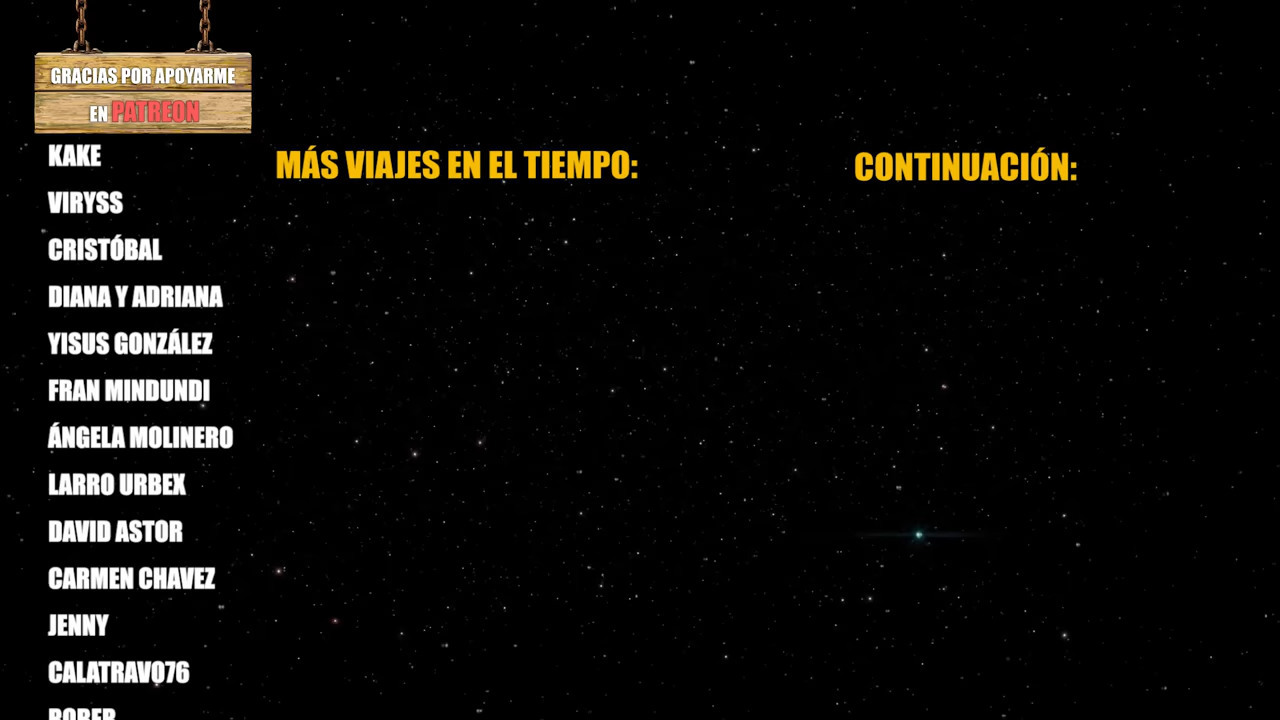 GRACIAS POR APOYARME
EN PATREON
KAKE
VIRYSS
CRISTÓBAL
DIANA Y ADRIANA
YISUS GONZÁLEZ
FRAN MINDUNDI
ÁNGELA MOLINERO
LARRO URBEX
DAVID ASTOR
CARMEN CHAVEZ
JENNY
CALATRAVO76
MÁS VIAJES EN EL TIEMPO:
CONTINUACIÓN: